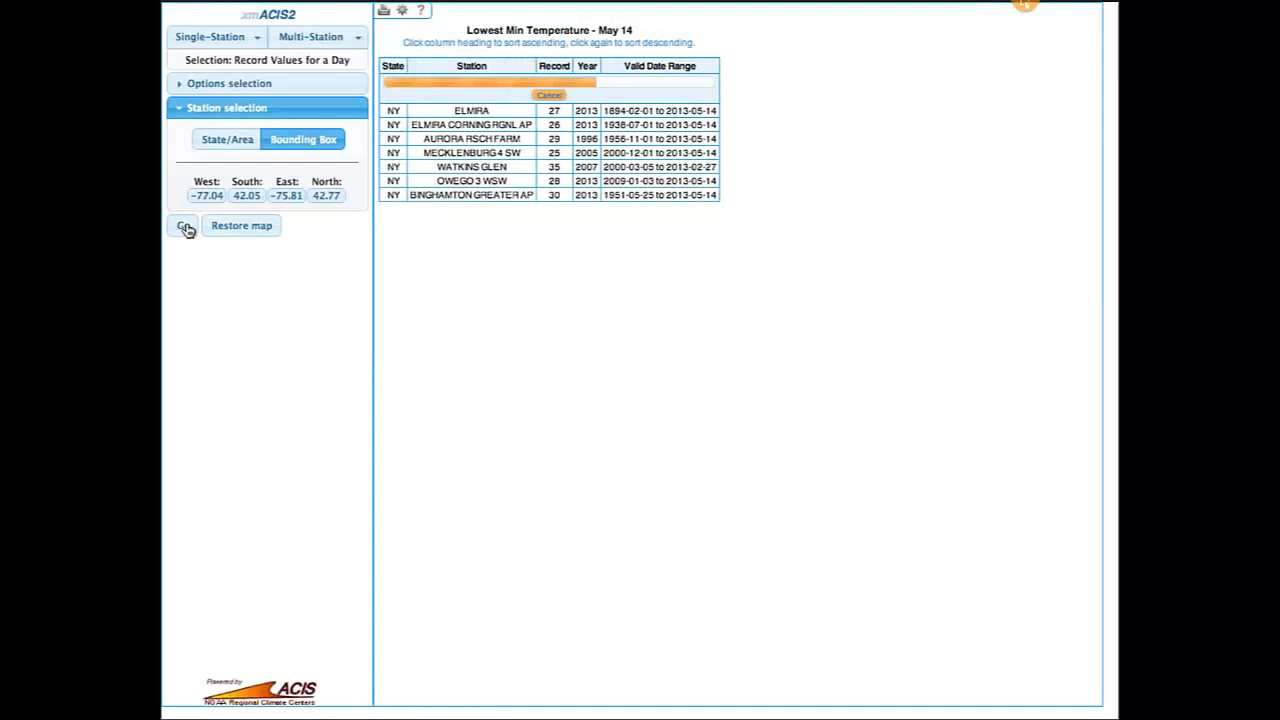 xmACIS2
Single-Station Multi-Station
Selection: Record Values for a Day
Options selection
Station selection
State/Area Bounding Box
West: South: East: North:
-77.04 42.05 -75.81 42.77
Restore map
Powered by
ACIS
NOAA Regional Climate Centers
?
Lowest Min Temperature - May 14
Click column heading to sort ascending, click again to sort descending.
State Station Record Year Valid Date Range
Cancel
NY ELMIRA 27 2013 1894-02-01 to 2013-05-14
NY ELMIRA CORNING RGNL AP 26 2013 1938-07-01 to 2013-05-14
NY AURORA RSCH FARM 29 1996 1956-11-01 to 2013-05-14
NY MECKLENBURG 4 SW 25 2005 2000-12-01 to 2013-05-14
NY WATKINS GLEN 35 2007 2000-03-05 to 2013-02-27
NY OWEGO 3 WSW 28 2013 2009-01-03 to 2013-05-14
NY BINGHAMTON GREATER AP 30 2013 1951-05-25 to 2013-05-14